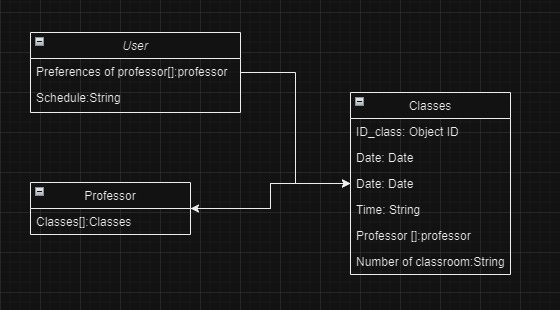 User
Preferences of professor[]:professor
Schedule:String
Classes
ID_class: Object ID
Date: Date
Date: Date
Time: String
Professor []:professor
Number of classroom:String
Professor
Classes[]:Classes